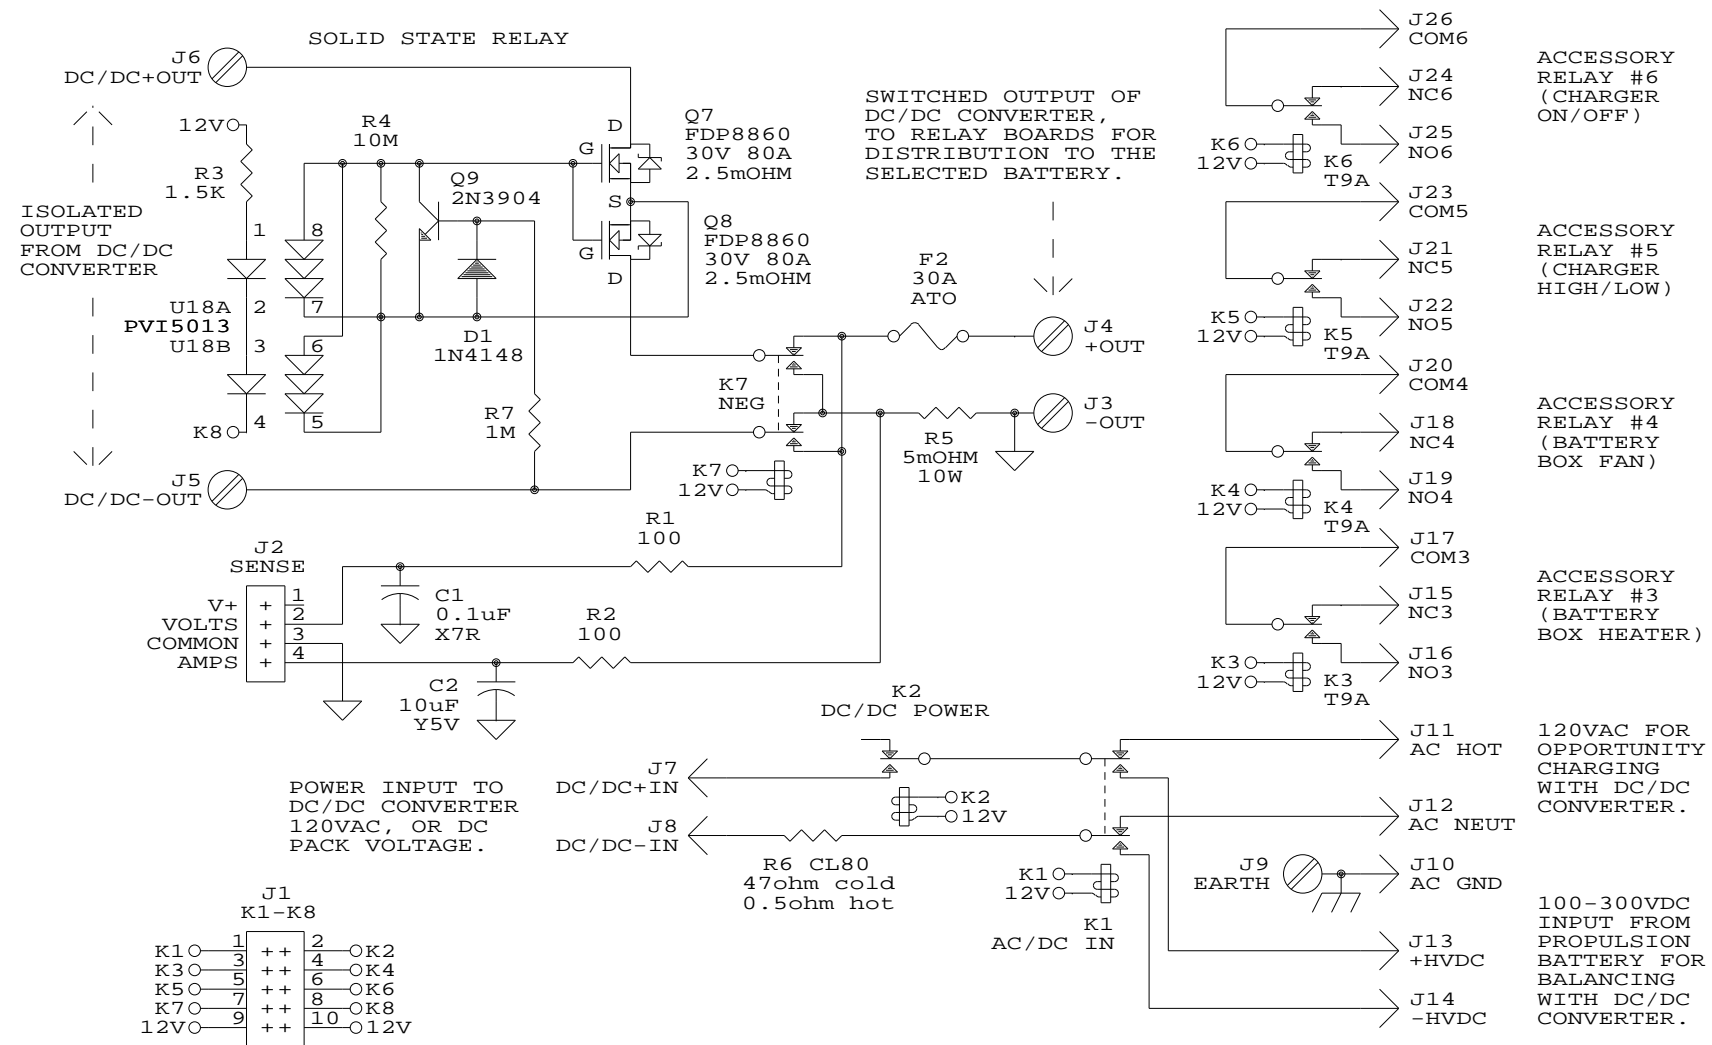 SOLID STATE RELAY
J6
DC/DC+OUT
ISOLATED
OUTPUT
FROM DC/DC
CONVERTER
J5
DC/DC-OUT
12V
R3
1.5K
1
2
3
4
K8
U18A
PVI5013
U18B
8
7
6
5
R4
10M
Q9
2N3904
D1
1N4148
R7
1M
D
G
S
G
D
Q7
FDP8860
30V 80A
2.5mOHM
Q8
FDP8860
30V 80A
2.5mOHM
SWITCHED OUTPUT OF
DC/DC CONVERTER,
TO RELAY BOARDS FOR
DISTRIBUTION TO THE
SELECTED BATTERY.
F2
30A
ATO
J4
+OUT
J3
-OUT
K7
NEG
K7
12V
R5
5mOHM
10W
R1
100
R2
100
C1
0.1uF
X7R
C2
10uF
Y5V
J2
SENSE
V+ + 1
VOLTS + 2
COMMON + 3
AMPS + 4
POWER INPUT TO
DC/DC CONVERTER
120VAC, OR DC
PACK VOLTAGE.
J7
DC/DC+IN
J8
DC/DC-IN
K2
DC/DC POWER
K2
12V
R6 CL80
47ohm cold
0.5ohm hot
K1
12V
K1
AC/DC IN
J1
K1-K8
K1 1 ++ 2 K2
K3 3 ++ 4 K4
K5 5 ++ 6 K6
K7 7 ++ 8 K8
12V 9 ++ 10 12V
J26
COM6
J24
NC6
J25
NO6
K6
12V
K6
T9A
ACCESSORY
RELAY #6
(CHARGER
ON/OFF)
J23
COM5
J21
NC5
J22
NO5
K5
12V
K5
T9A
ACCESSORY
RELAY #5
(CHARGER
HIGH/LOW)
J20
COM4
J18
NC4
J19
NO4
K4
12V
K4
T9A
ACCESSORY
RELAY #4
(BATTERY
BOX FAN)
J17
COM3
J15
NC3
J16
NO3
K3
12V
K3
T9A
ACCESSORY
RELAY #3
(BATTERY
BOX HEATER)
J11
AC HOT
J12
AC NEUT
J9
EARTH
J10
AC GND
J13
+HVDC
J14
-HVDC
120VAC FOR
OPPORTUNITY
CHARGING
WITH DC/DC
CONVERTER.
100-300VDC
INPUT FROM
PROPULSION
BATTERY FOR
BALANCING
WITH DC/DC
CONVERTER.